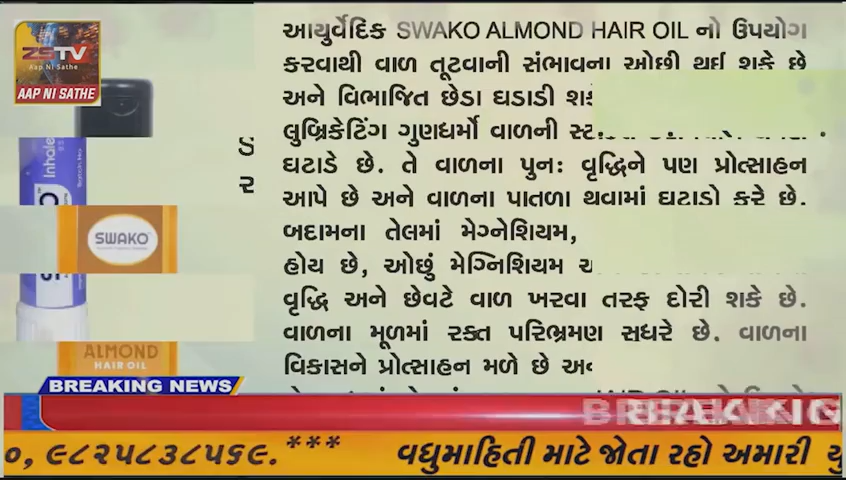 ZSTV
Aap Ni Sathe
AAP NI SATHE
આયુર્વેદિક SWAKO ALMOND HAIR OIL નો ઉપયોગ
કરવાથી વાળ તૂટવાની સંભાવના ઓછી થઈ શકે છે
અને વિભાજિત છેડા ઘડાડી
લુબ્રિકેટિંગ ગુણધર્મો વાળની
ઘટાડે છે. તે વાળના પુનઃ વૃદ્ધિને પણ પ્રોત્સાહન
આપે છે અને વાળના પાતળા થવામાં ઘટાડો કરે છે.
બદામના તેલમાં મેગ્નેશિયમ,
હોય છે, ઓછું મેગ્નિશિયમ
વૃદ્ધિ અને છેવટે વાળ ખરવા તરફ દોરી શકે છે.
વાળના મૂળમાં રક્ત પરિભ્રમણ સધરે છે. વાળના
વિકાસને પ્રોત્સાહન મળે છે
Inhale
SWAKO
ALMOND
HAIR OIL
BREAKING NEWS
૦, ૯૮૨૫૮૩૮૫૬૯.*** વધુમાહિતી માટે જોતા રહો અમારી